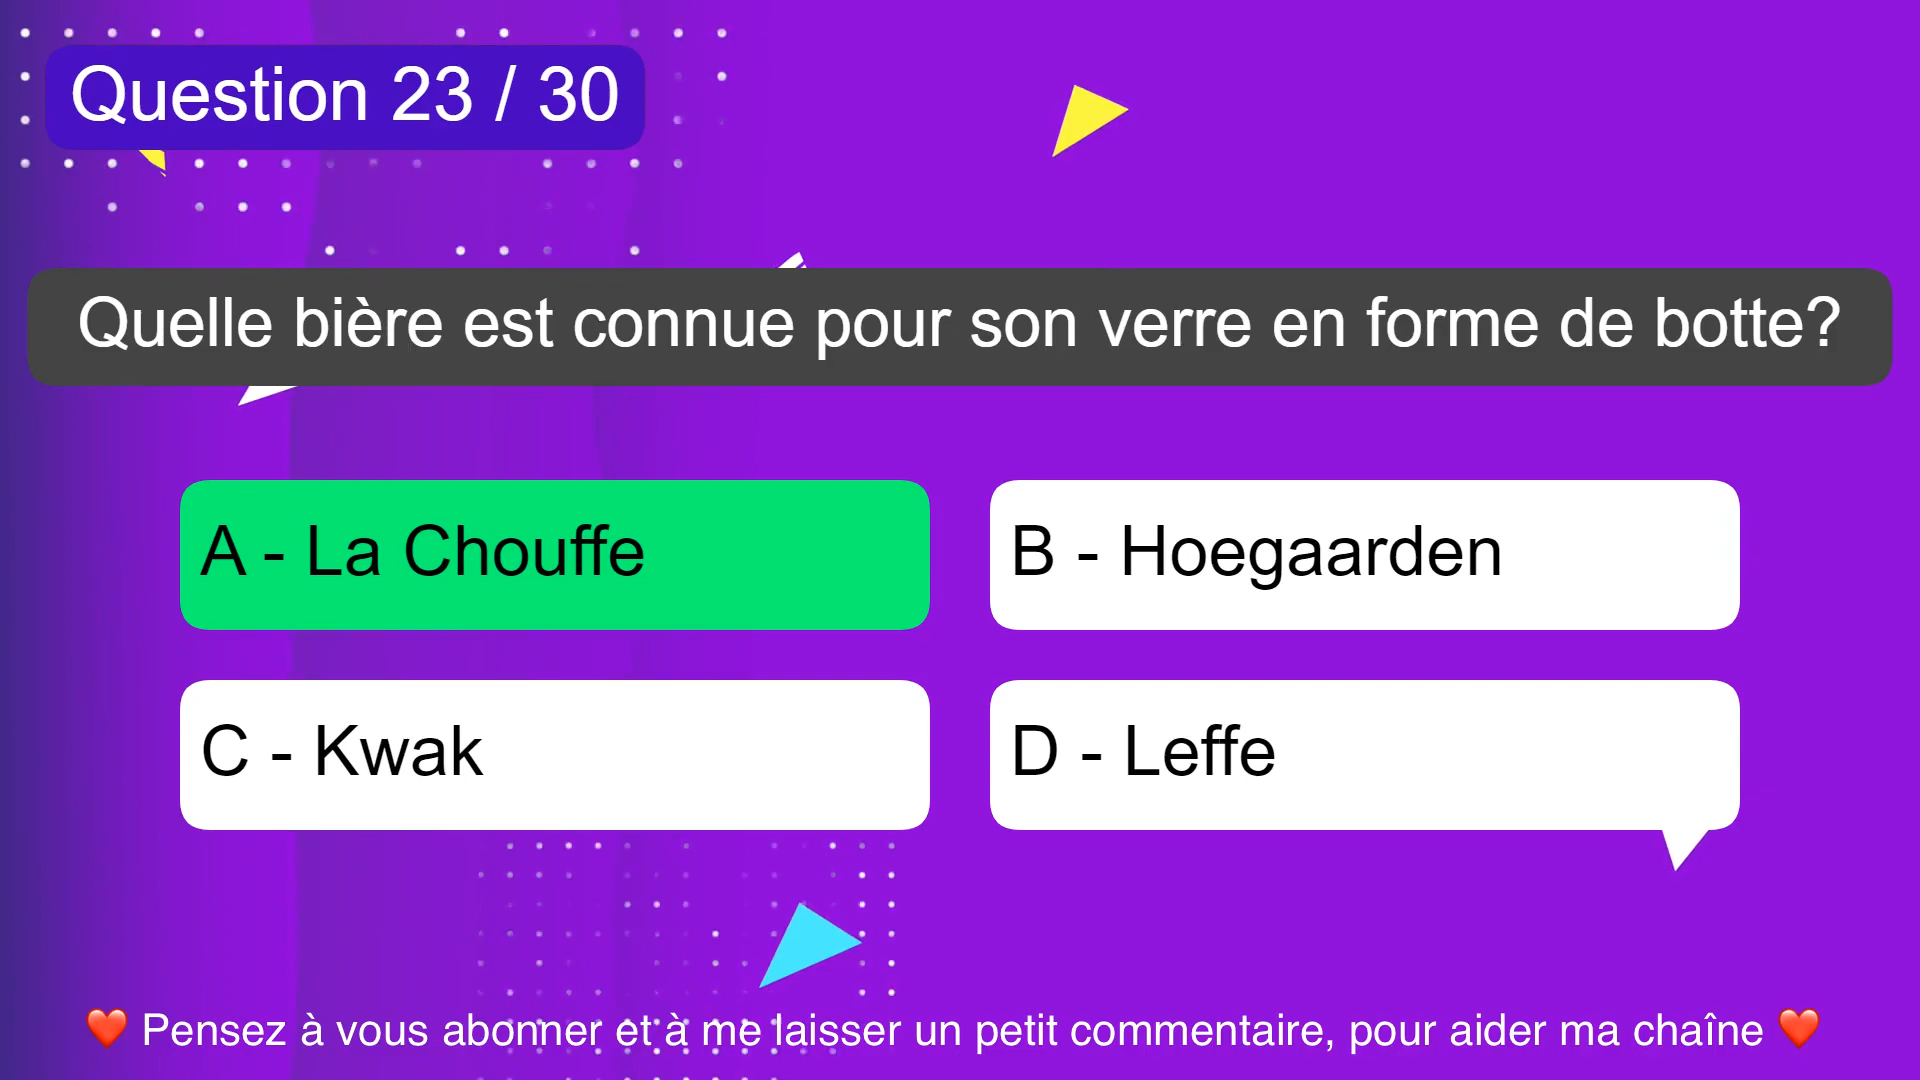 Question 23 / 30
Quelle bière est connue pour son verre en forme de botte?
A - La Chouffe
B - Hoegaarden
C - Kwak
D - Leffe
❤️ Pensez à vous abonner et à me laisser un petit commentaire, pour aider ma chaîne ❤️